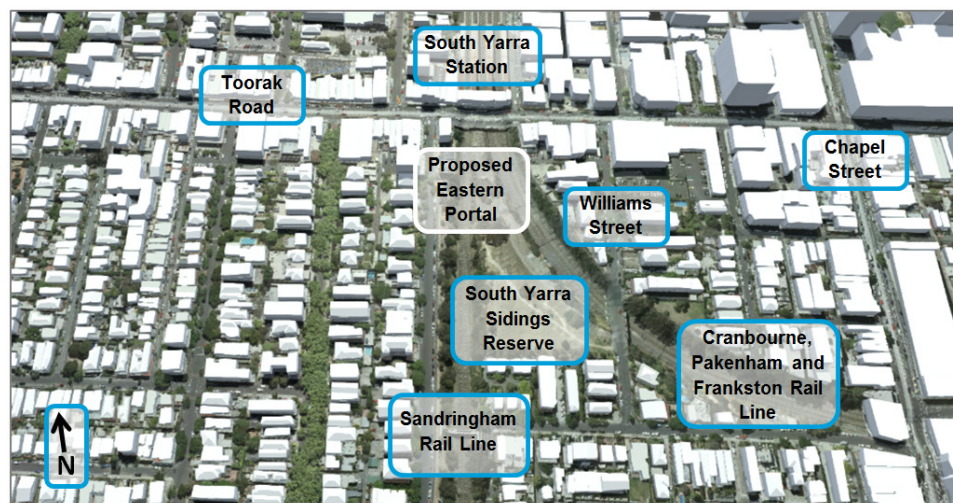 South Yarra
Station
Toorak
Road
Chapel
Street
Proposed
Eastern
Portal
Williams
Street
South Yarra
Sidings
Reserve
Cranbourne,
Pakenham and
Frankston Rail
Line
Sandringham
Rail Line
N